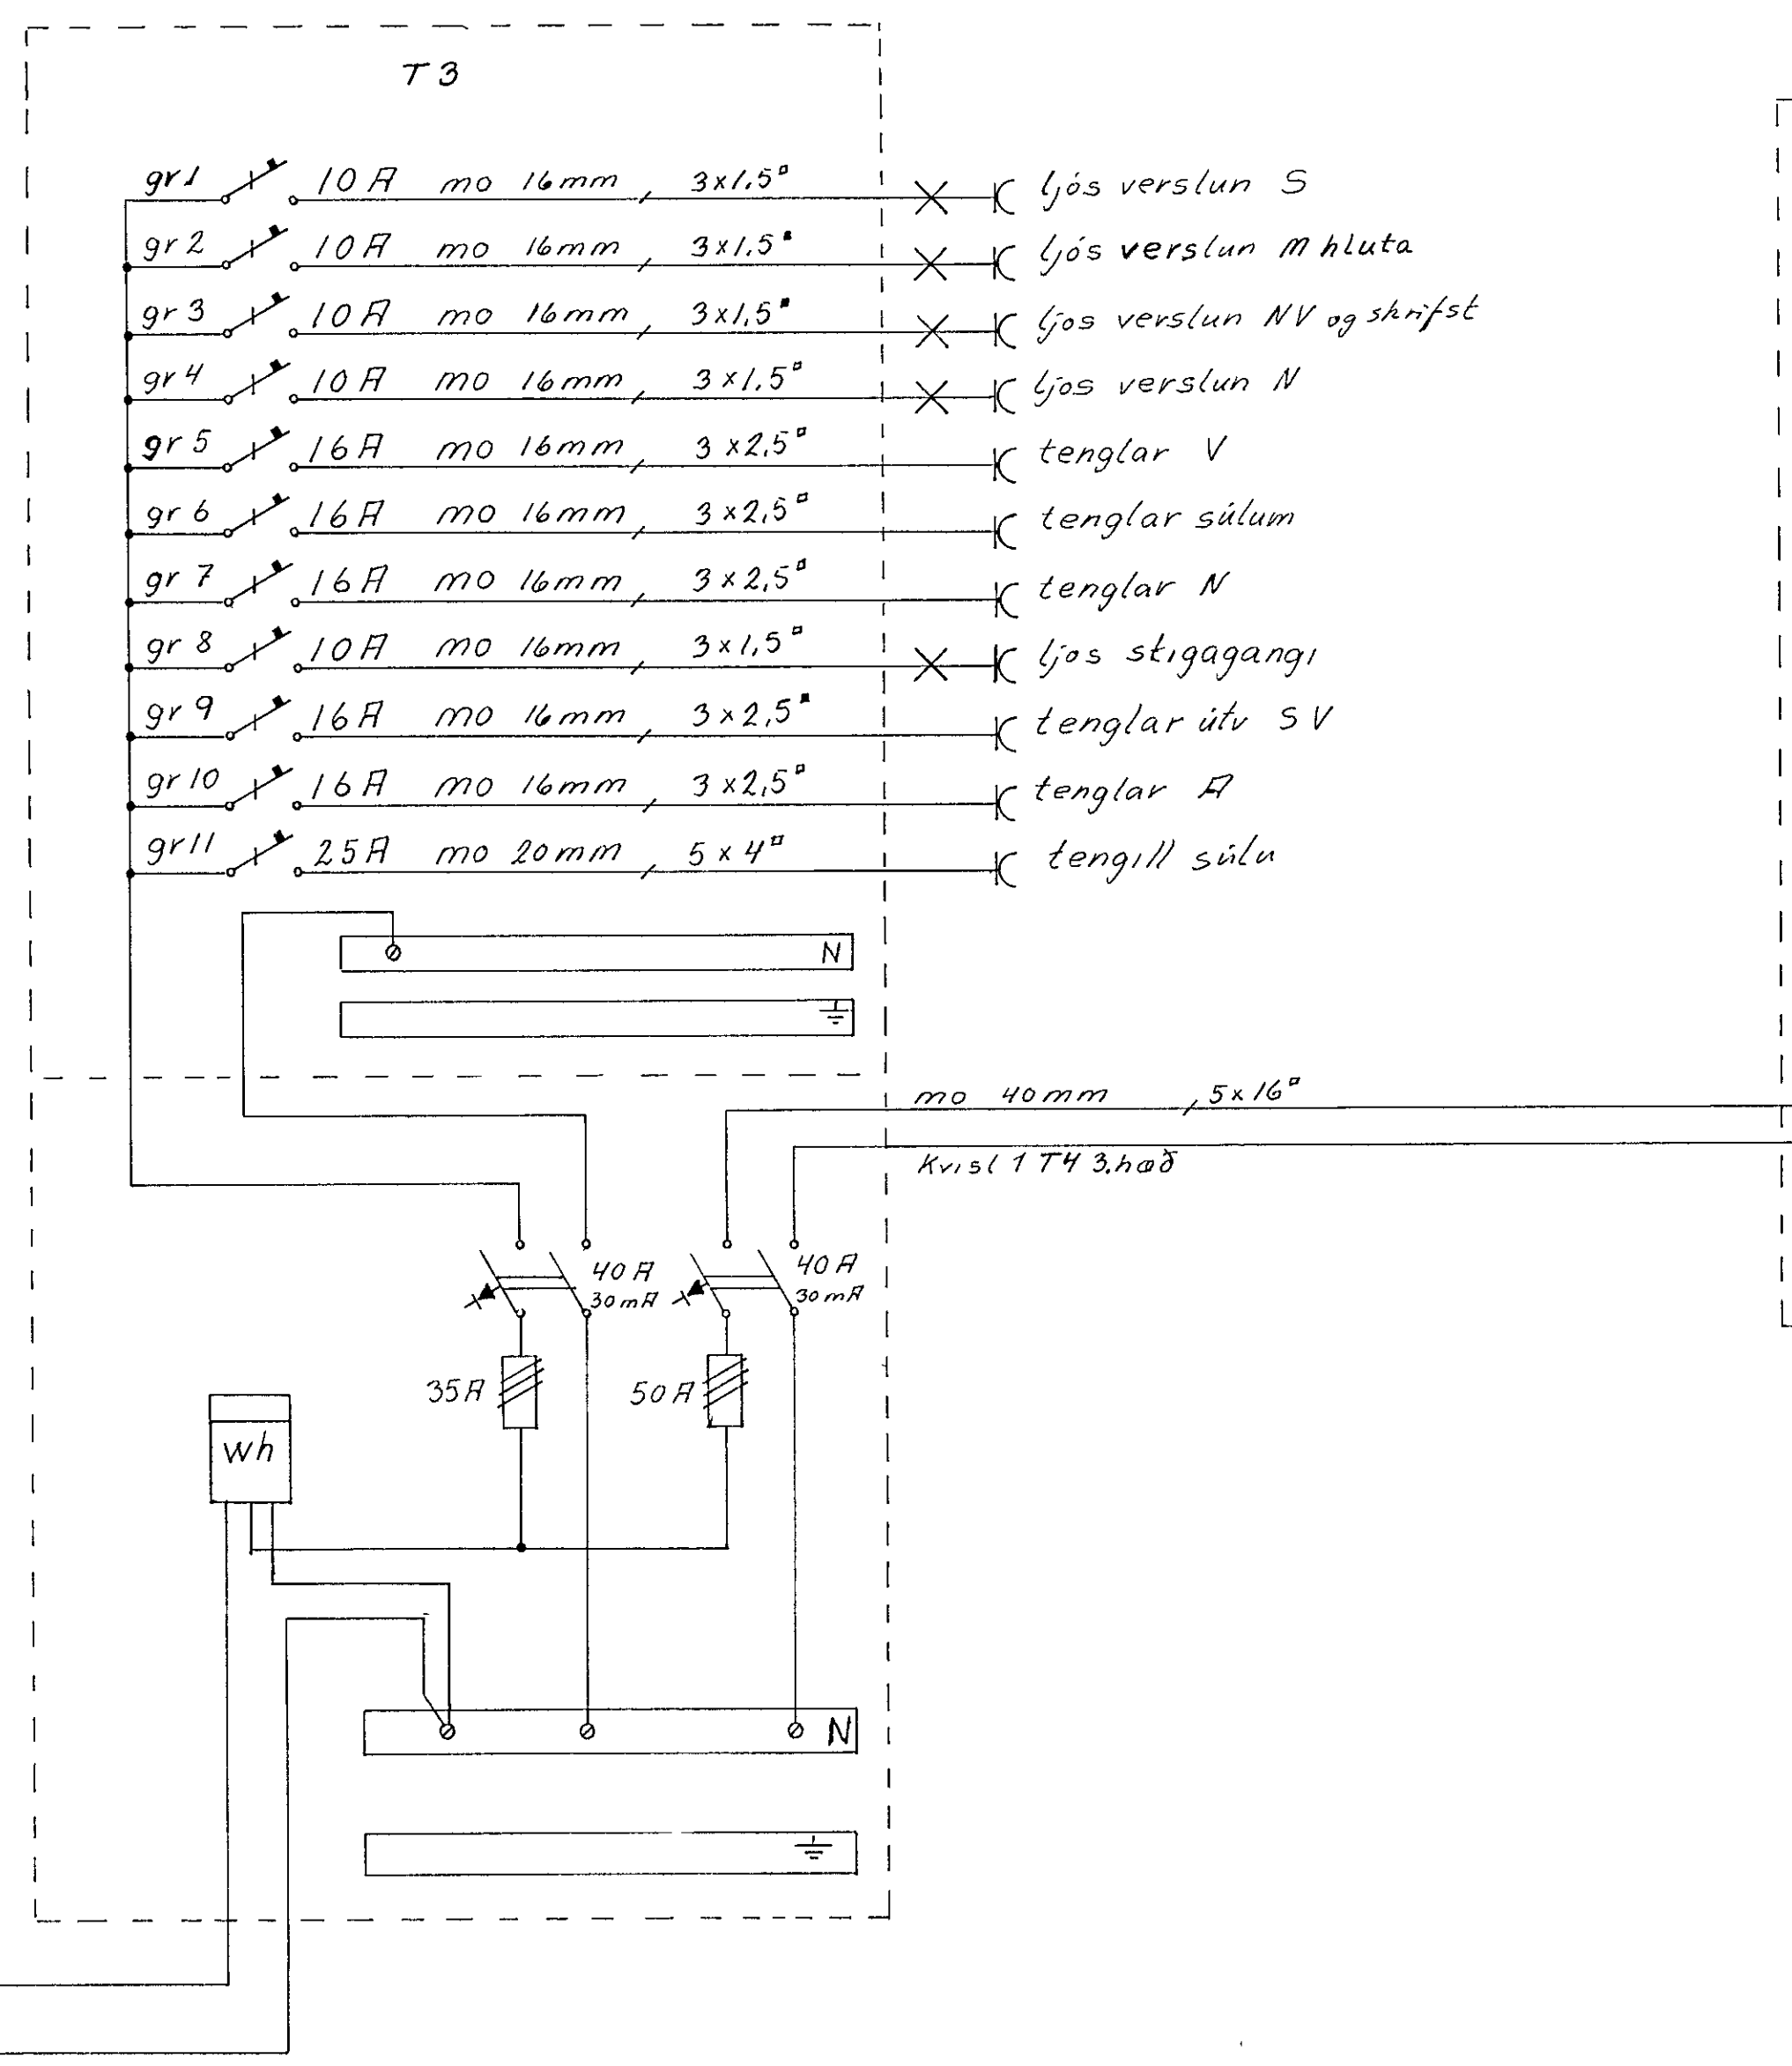 T3
gr1 10A mo 16mm 3x1,5▫ ljós verslun S
gr2 10A mo 16mm 3x1,5▫ ljós verslun M hluta
gr3 10A mo 16mm 3x1,5▫ ljos verslun NV og skrifst
gr4 10A mo 16mm 3x1,5▫ ljos verslun N
gr5 16A mo 16mm 3x2,5▫ tenglar V
gr6 16A mo 16mm 3x2,5▫ tenglar súlum
gr7 16A mo 16mm 3x2,5▫ tenglar N
gr8 10A mo 16mm 3x1,5▫ ljos stigagangi
gr9 16A mo 16mm 3x2,5▫ tenglar útv SV
gr10 16A mo 16mm 3x2,5▫ tenglar A
gr11 25A mo 20mm 5x4▫ tengill súlu
N
mo 40mm 5x16▫
Kvisl 1 T4 3.hæð
40A 40A
30mA 30mA
35A 50A
Wh
N